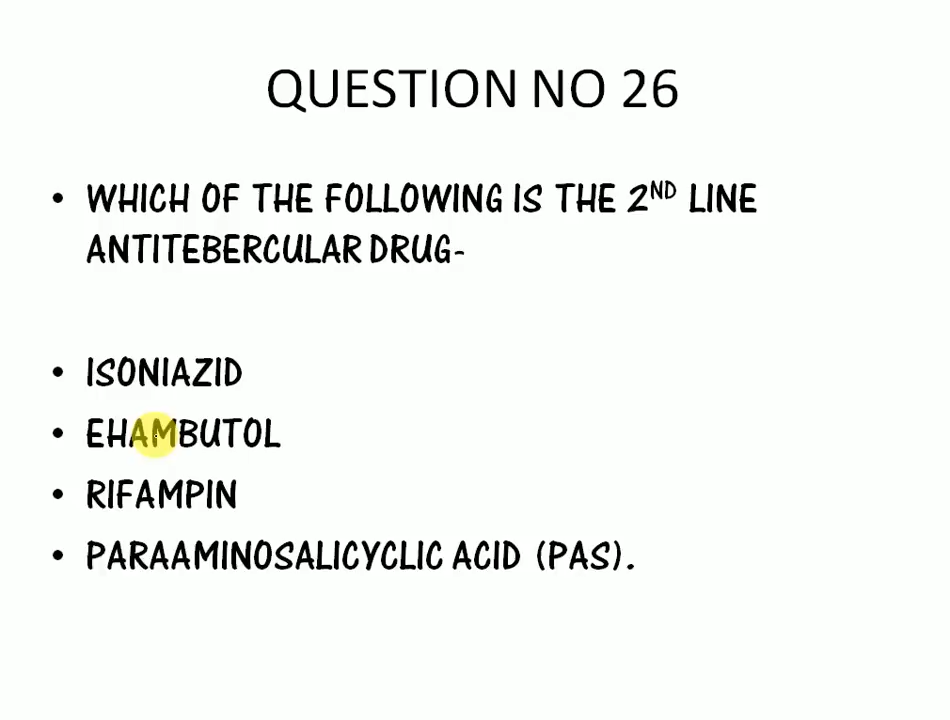 QUESTION NO 26
• WHICH OF THE FOLLOWING IS THE 2ND LINE
ANTITEBERCULAR DRUG-
• ISONIAZID
• EHAMBUTOL
• RIFAMPIN
• PARAAMINOSALICYCLIC ACID (PAS).